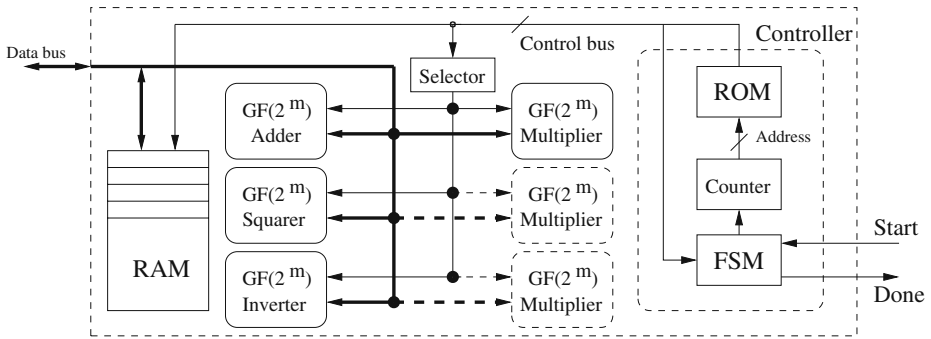 Data bus
Control bus
Controller
Selector
ROM
GF(2 m)
Adder
GF(2 m)
Multiplier
Address
GF(2 m)
Squarer
GF(2 m)
Multiplier
Counter
RAM
GF(2 m)
Inverter
GF(2 m)
Multiplier
FSM
Start
Done